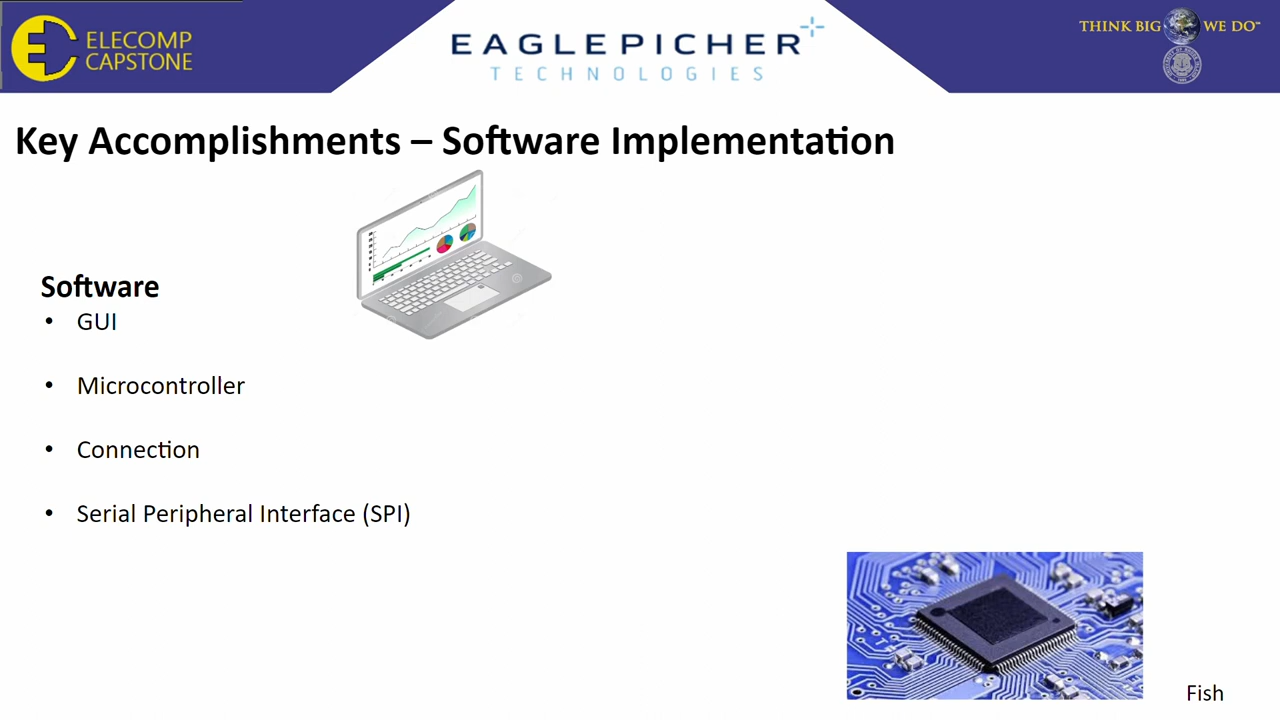 ELECOMP
CAPSTONE
EAGLEPICHER
TECHNOLOGIES
THINK BIG WE DO
Key Accomplishments – Software Implementation
Software
• GUI
• Microcontroller
• Connection
• Serial Peripheral Interface (SPI)
Fish